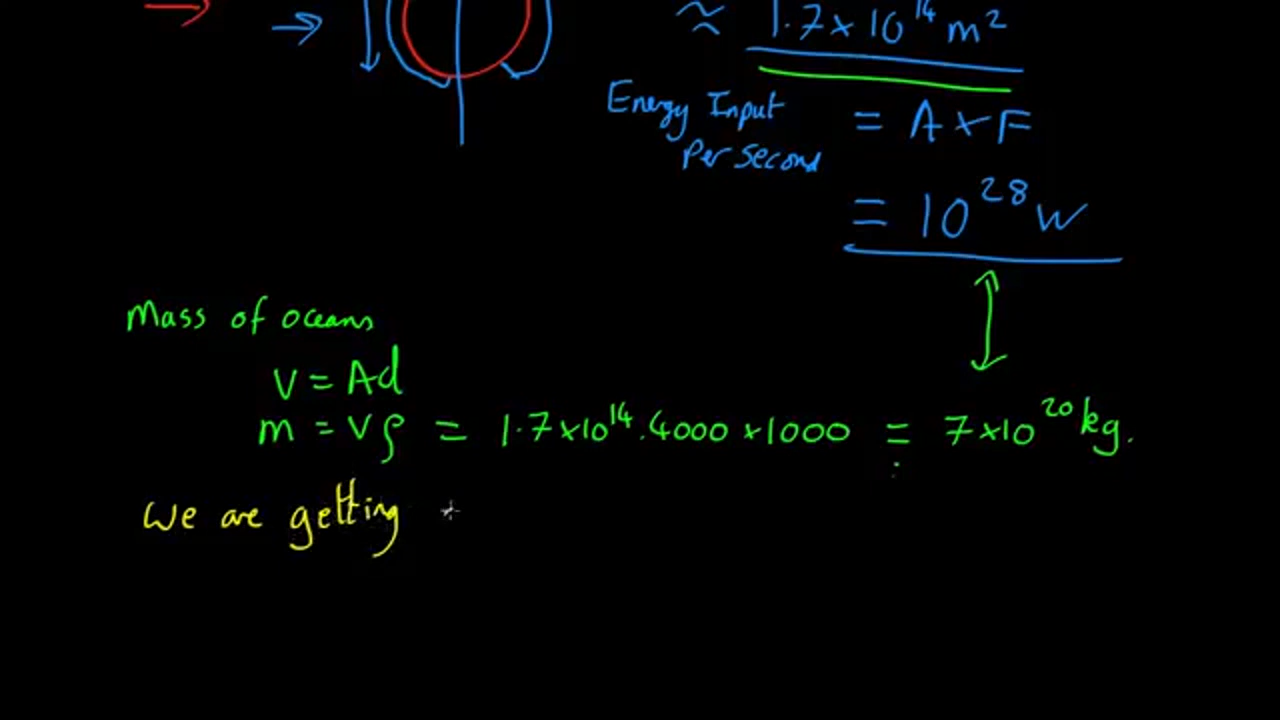 ≈ 1.7×10¹⁴ m²
Energy Input
Per second
= A×F
= 10²⁸ W
Mass of oceans
V = Ad
m = Vρ = 1.7×10¹⁴.4000×1000 = 7×10²⁰ kg.
We are getting